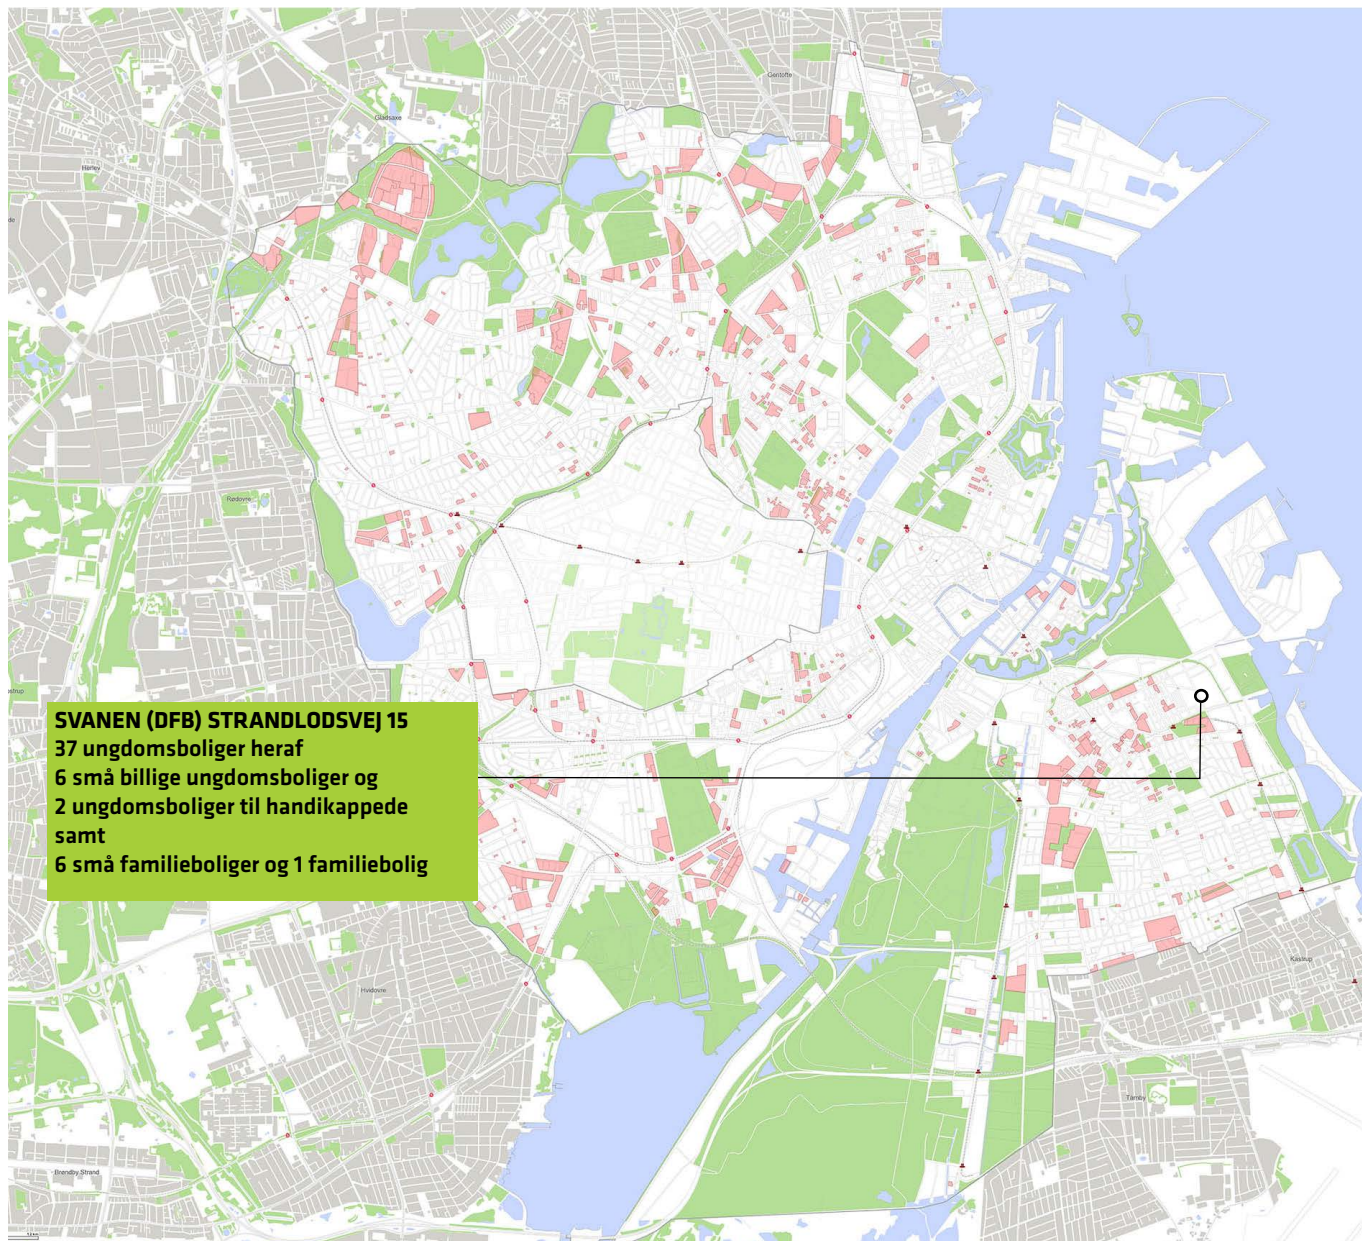 Gentofte
Gladsaxe
Herlev
Rødovre
SVANEN (DFB) STRANDLODSVEJ 15
37 ungdomsboliger heraf
6 små billige ungdomsboliger og
2 ungdomsboliger til handikappede
samt
6 små familieboliger og 1 familiebolig
Kastrup
Hvidovre
Tårnby
Brøndby Strand